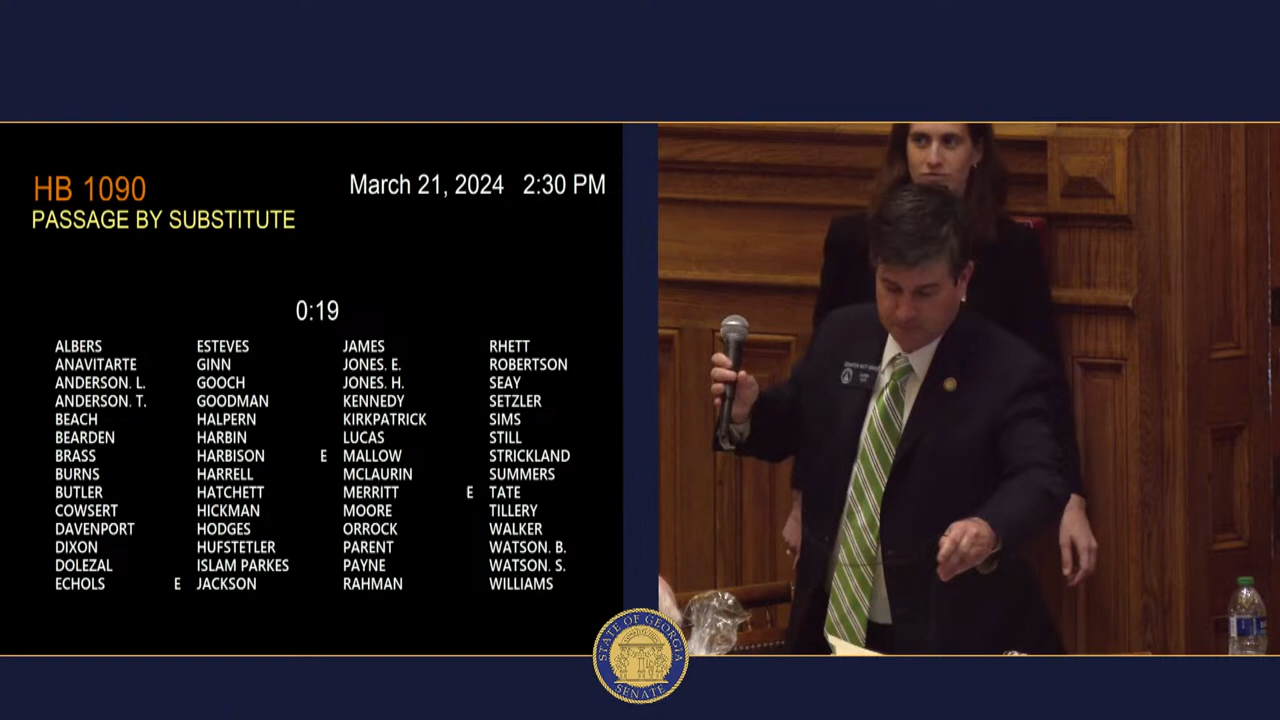 HB 1090
March 21, 2024 2:30 PM
PASSAGE BY SUBSTITUTE
0:19
ALBERS ESTEVES JAMES RHETT
ANAVITARTE GINN JONES. E. ROBERTSON
ANDERSON. L. GOOCH JONES. H. SEAY
ANDERSON. T. GOODMAN KENNEDY SETZLER
BEACH HALPERN KIRKPATRICK SIMS
BEARDEN HARBIN LUCAS STILL
BRASS HARBISON E MALLOW STRICKLAND
BURNS HARRELL MCLAURIN SUMMERS
BUTLER HATCHETT MERRITT E TATE
COWSERT HICKMAN MOORE TILLERY
DAVENPORT HODGES ORROCK WALKER
DIXON HUFSTETLER PARENT WATSON. B.
DOLEZAL ISLAM PARKES PAYNE WATSON. S.
ECHOLS E JACKSON RAHMAN WILLIAMS
STATE OF GEORGIA
SENATE